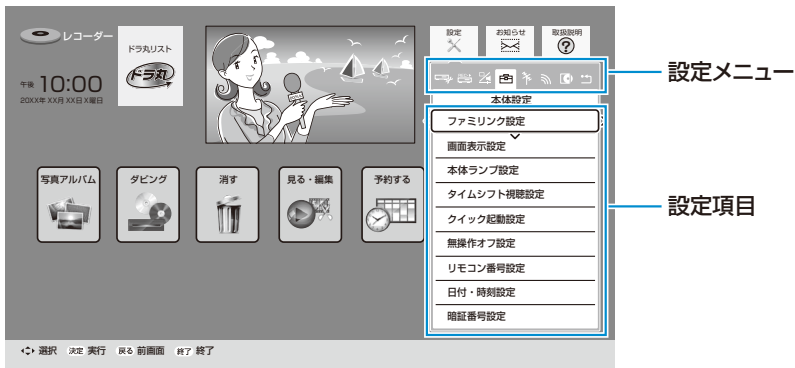 レコーダー
ドラ丸リスト
ドラ丸
午後 10:00
20XX年 XX月 XX日 X曜日
設定
お知らせ
取扱説明
?
設定メニュー
本体設定
ファミリンク設定
画面表示設定
本体ランプ設定
タイムシフト視聴設定
クイック起動設定
無操作オフ設定
リモコン番号設定
日付・時刻設定
暗証番号設定
設定項目
写真アルバム
ダビング
消す
見る・編集
予約する
選択 決定 実行 戻る 前画面 終了 終了